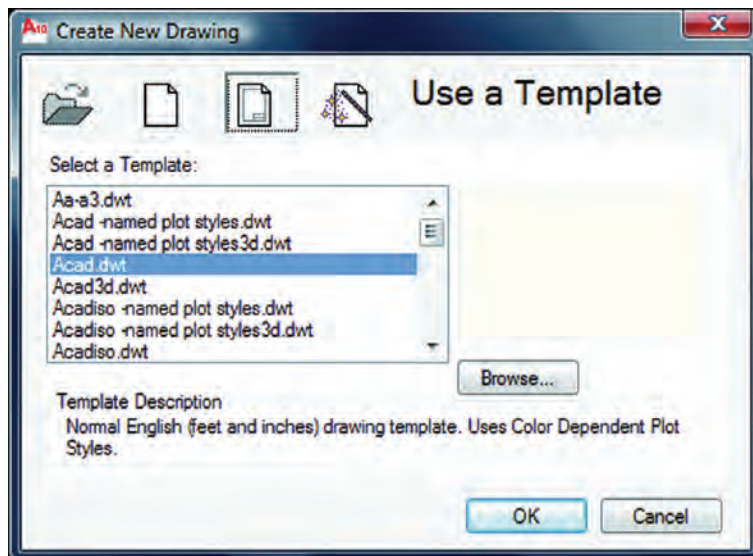 A10 Create New Drawing
Use a Template
Select a Template:
Aa-a3.dwt
Acad -named plot styles.dwt
Acad -named plot styles3d.dwt
Acad.dwt
Acad3d.dwt
Acadiso -named plot styles.dwt
Acadiso -named plot styles3d.dwt
Acadiso.dwt
Browse...
Template Description
Normal English (feet and inches) drawing template. Uses Color Dependent Plot
Styles.
OK Cancel